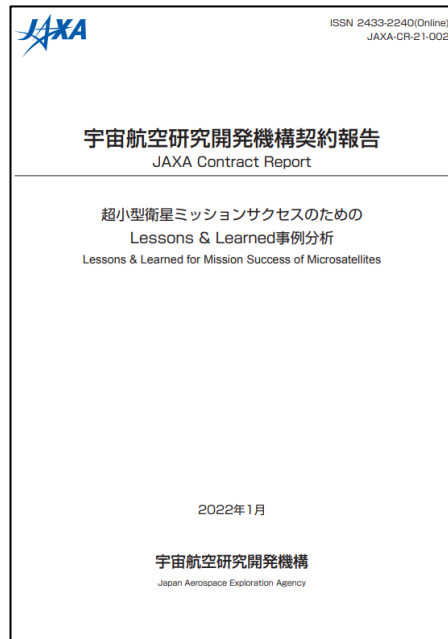 JAXA
ISSN 2433-2240(Online)
JAXA-CR-21-002
宇宙航空研究開発機構契約報告
JAXA Contract Report
超小型衛星ミッションサクセスのための
Lessons & Learned事例分析
Lessons & Learned for Mission Success of Microsatellites
2022年1月
宇宙航空研究開発機構
Japan Aerospace Exploration Agency